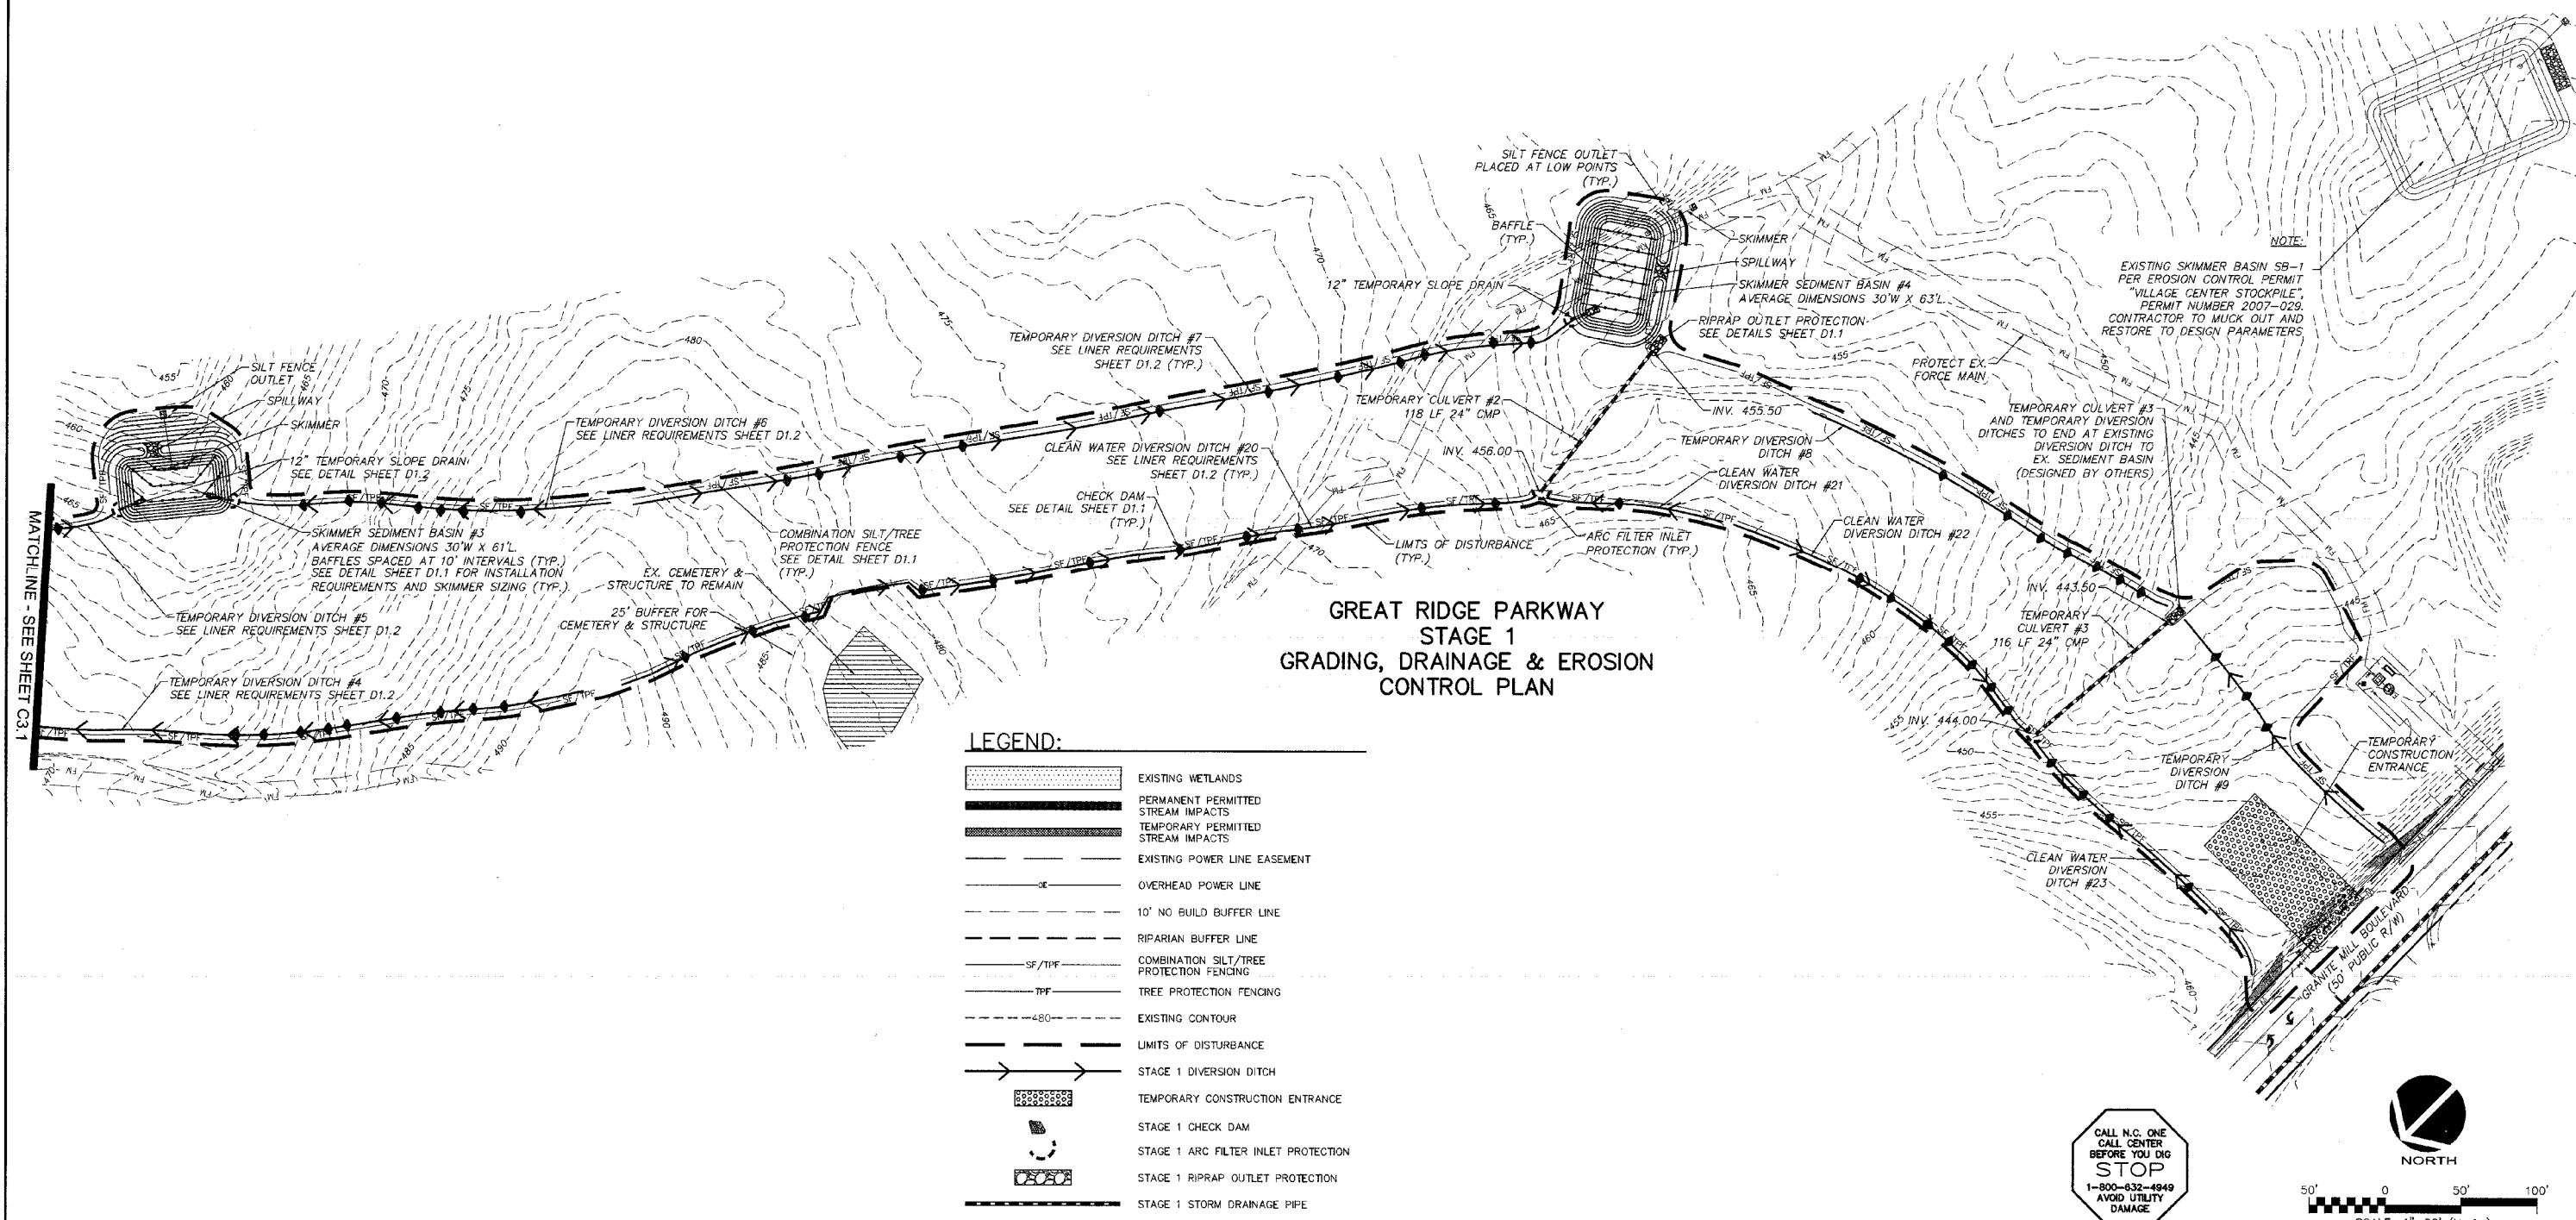 SILT FENCE OUTLET
PLACED AT LOW POINTS
(TYP.)
BAFFLE
(TYP.)
SKIMMER
SPILLWAY
12" TEMPORARY SLOPE DRAIN
SKIMMER SEDIMENT BASIN #4
AVERAGE DIMENSIONS 30'W X 63'L.
RIPRAP OUTLET PROTECTION
SEE DETAILS SHEET D1.1
NOTE:
EXISTING SKIMMER BASIN SB-1
PER EROSION CONTROL PERMIT
"VILLAGE CENTER STOCKPILE",
PERMIT NUMBER 2007-029.
CONTRACTOR TO MUCK OUT AND
RESTORE TO DESIGN PARAMETERS
PROTECT EX.
FORCE MAIN
TEMPORARY DIVERSION DITCH #7
SEE LINER REQUIREMENTS
SHEET D1.2 (TYP.)
TEMPORARY CULVERT #2
118 LF 24" CMP
INV. 455.50
INV. 456.00
TEMPORARY CULVERT #3
AND TEMPORARY DIVERSION
DITCHES TO END AT EXISTING
DIVERSION DITCH TO
EX. SEDIMENT BASIN
(DESIGNED BY OTHERS)
SILT FENCE
OUTLET
SPILLWAY
SKIMMER
12" TEMPORARY SLOPE DRAIN
SEE DETAIL SHEET D1.2
TEMPORARY DIVERSION DITCH #6
SEE LINER REQUIREMENTS SHEET D1.2
CLEAN WATER DIVERSION DITCH #20
SEE LINER REQUIREMENTS
SHEET D1.2 (TYP.)
TEMPORARY DIVERSION
DITCH #8
CLEAN WATER
DIVERSION DITCH #21
CHECK DAM
SEE DETAIL SHEET D1.1
(TYP.)
CLEAN WATER
DIVERSION DITCH #22
MATCHLINE - SEE SHEET C3.1
SKIMMER SEDIMENT BASIN #3
AVERAGE DIMENSIONS 30'W X 61'L.
BAFFLES SPACED AT 10' INTERVALS (TYP.)
SEE DETAIL SHEET D1.1 FOR INSTALLATION
REQUIREMENTS AND SKIMMER SIZING (TYP.)
COMBINATION SILT/TREE
PROTECTION FENCE
SEE DETAIL SHEET D1.1
(TYP.)
LIMTS OF DISTURBANCE
(TYP.)
ARC FILTER INLET
PROTECTION (TYP.)
EX. CEMETERY &
STRUCTURE TO REMAIN
25' BUFFER FOR
CEMETERY & STRUCTURE
INV. 443.50
TEMPORARY
CULVERT #3
116 LF 24" CMP
TEMPORARY DIVERSION DITCH #5
SEE LINER REQUIREMENTS SHEET D1.2
TEMPORARY DIVERSION DITCH #4
SEE LINER REQUIREMENTS SHEET D1.2
INV. 444.00
TEMPORARY
DIVERSION
DITCH #9
TEMPORARY
CONSTRUCTION
ENTRANCE
CLEAN WATER
DIVERSION
DITCH #23
GRANITE MILL BOULEVARD
(50' PUBLIC R/W)
GREAT RIDGE PARKWAY
STAGE 1
GRADING, DRAINAGE & EROSION
CONTROL PLAN
LEGEND:
EXISTING WETLANDS
PERMANENT PERMITTED
STREAM IMPACTS
TEMPORARY PERMITTED
STREAM IMPACTS
EXISTING POWER LINE EASEMENT
OE
OVERHEAD POWER LINE
10' NO BUILD BUFFER LINE
RIPARIAN BUFFER LINE
SF/TPF
COMBINATION SILT/TREE
PROTECTION FENCING
TPF
TREE PROTECTION FENCING
480
EXISTING CONTOUR
LIMITS OF DISTURBANCE
STAGE 1 DIVERSION DITCH
TEMPORARY CONSTRUCTION ENTRANCE
STAGE 1 CHECK DAM
STAGE 1 ARC FILTER INLET PROTECTION
STAGE 1 RIPRAP OUTLET PROTECTION
STAGE 1 STORM DRAINAGE PIPE
CALL N.C. ONE
CALL CENTER
BEFORE YOU DIG
STOP
1-800-632-4949
AVOID UTILITY
DAMAGE
NORTH
50' 0 50' 100'